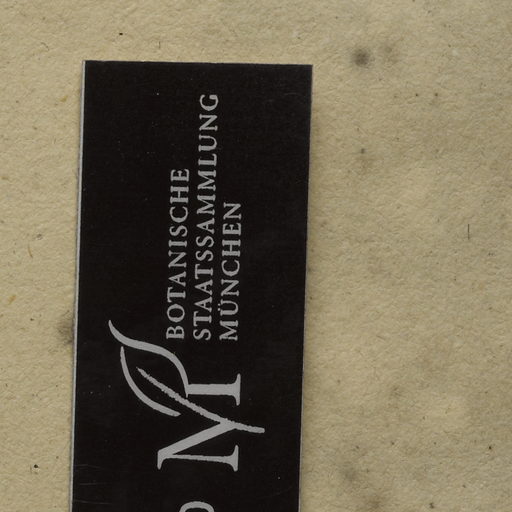 BOTANISCHE
STAATSSAMMLUNG
MÜNCHEN
M